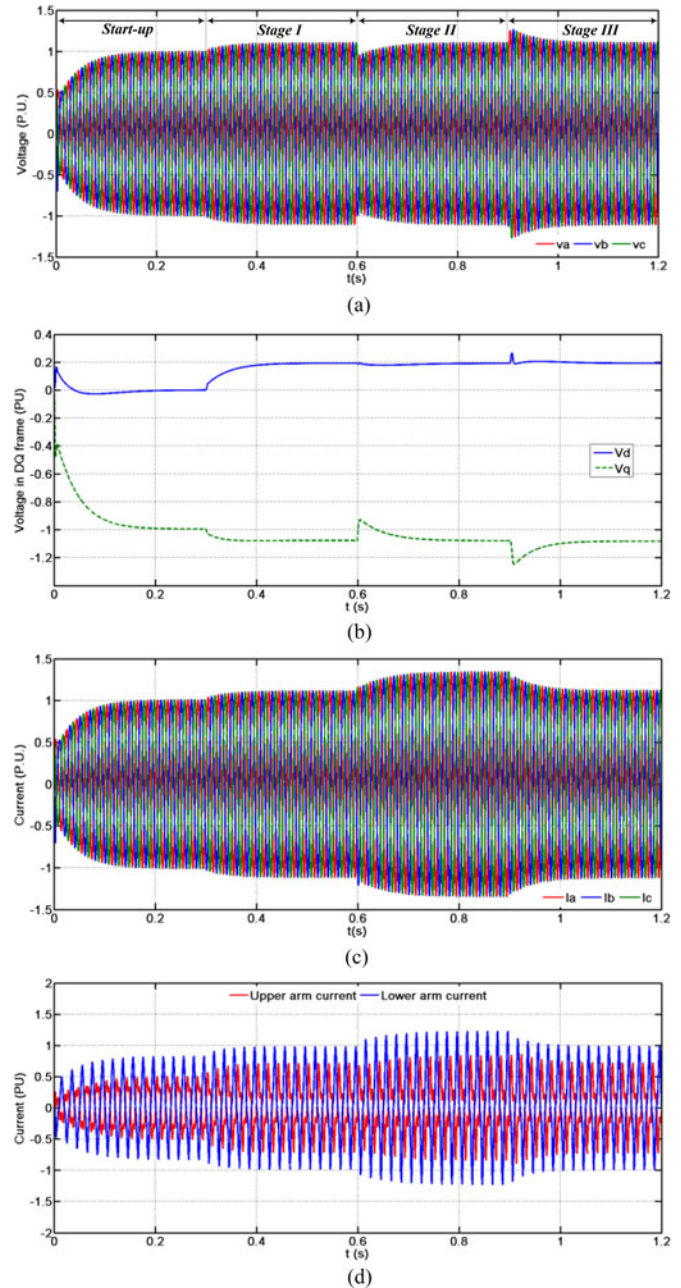 Start-up Stage I Stage II Stage III
Voltage (P.U.)
1.5
1
0.5
0
-0.5
-1
-1.5
va vb vc
0 0.2 0.4 0.6 0.8 1 1.2
t(s)
(a)
Voltage in DQ frame (PU)
0.4
0.2
0
-0.2
-0.4
-0.6
-0.8
-1
-1.2
Vd
Vq
0 0.2 0.4 0.6 0.8 1 1.2
t (s)
(b)
Current (P.U.)
1.5
1
0.5
0
-0.5
-1
-1.5
Ia Ib Ic
0 0.2 0.4 0.6 0.8 1 1.2
t(s)
(c)
Upper arm current Lower arm current
Current (PU)
2
1.5
1
0.5
0
-0.5
-1
-1.5
-2
0 0.2 0.4 0.6 0.8 1 1.2
t (s)
(d)